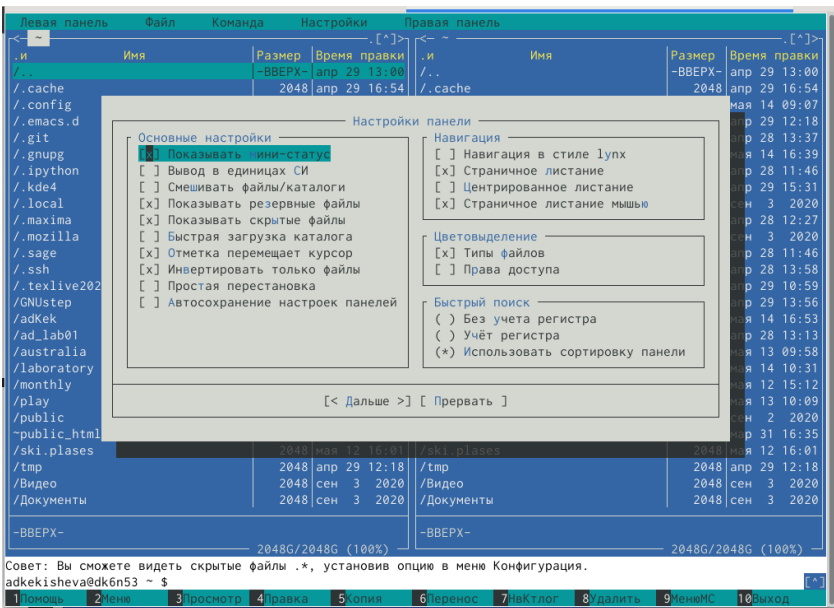 Левая панель Файл Команда Настройки Правая панель
<- ~ .[^]> <- ~ .[^]>
.и Имя Размер Время правки .и Имя Размер Время правки
/.. -ВВЕРХ- апр 29 13:00 /.. -ВВЕРХ- апр 29 13:00
/.cache 2048 апр 29 16:54 /.cache 2048 апр 29 16:54
/.config мая 14 09:07
/.emacs.d апр 29 12:18
Настройки панели
/.git Основные настройки Навигация апр 28 13:37
/.gnupg [x] Показывать мини-статус [ ] Навигация в стиле lynx мая 14 16:39
/.ipython [ ] Вывод в единицах СИ [x] Страничное листание апр 28 11:46
/.kde4 [ ] Смешивать файлы/каталоги [ ] Центрированное листание апр 29 15:31
/.local [x] Показывать резервные файлы [x] Страничное листание мышью сен 3 2020
/.maxima [x] Показывать скрытые файлы апр 28 12:27
/.mozilla [ ] Быстрая загрузка каталога Цветовыделение сен 3 2020
/.sage [x] Отметка перемещает курсор [x] Типы файлов апр 28 11:46
/.ssh [x] Инвертировать только файлы [ ] Права доступа апр 28 13:58
/.texlive202 [ ] Простая перестановка апр 29 10:59
/GNUstep [ ] Автосохранение настроек панелей Быстрый поиск апр 29 13:56
/adKek ( ) Без учета регистра мая 14 16:53
/ad_lab01 ( ) Учёт регистра апр 28 13:13
/australia (*) Использовать сортировку панели мая 13 09:58
/laboratory мая 14 10:31
/monthly мая 12 15:12
/play [< Дальше >] [ Прервать ] мая 13 10:09
/public сен 2 2020
~public_html мар 31 16:35
/ski.plases 2048 мая 12 16:01 /ski.plases 2048 мая 12 16:01
/tmp 2048 апр 29 12:18 /tmp 2048 апр 29 12:18
/Видео 2048 сен 3 2020 /Видео 2048 сен 3 2020
/Документы 2048 сен 3 2020 /Документы 2048 сен 3 2020
-ВВЕРХ- -ВВЕРХ-
2048G/2048G (100%) 2048G/2048G (100%)
Совет: Вы сможете видеть скрытые файлы .*, установив опцию в меню Конфигурация.
adkekisheva@dk6n53 ~ $ [^]
1Помощь 2Меню 3Просмотр 4Правка 5Копия 6Перенос 7НвКтлог 8Удалить 9МенюMC 10Выход